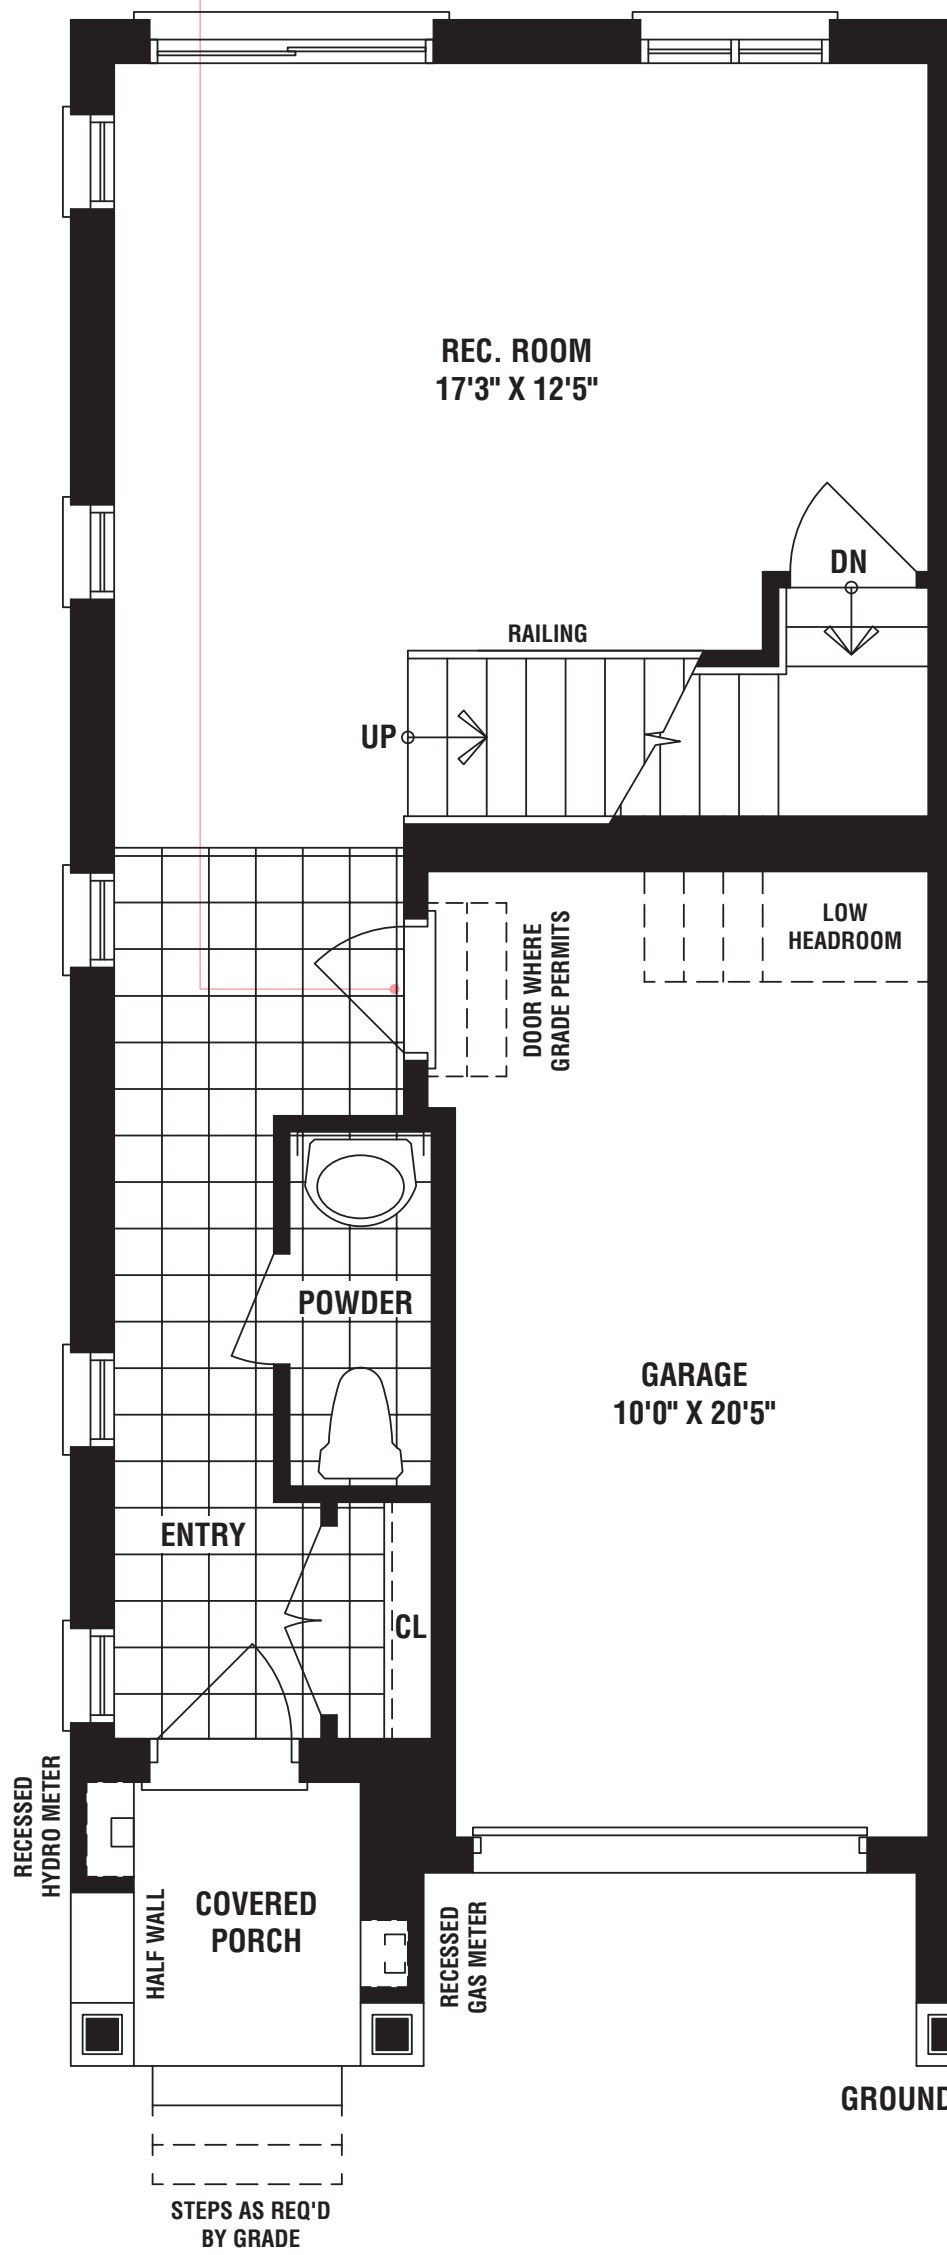 REC. ROOM
17'3" X 12'5"
DN
RAILING
UP
LOW
HEADROOM
DOOR WHERE
GRADE PERMITS
POWDER
GARAGE
10'0" X 20'5"
ENTRY
CL
RECESSED
HYDRO METER
HALF WALL
COVERED
PORCH
RECESSED
GAS METER
GROUND
STEPS AS REQ'D
BY GRADE